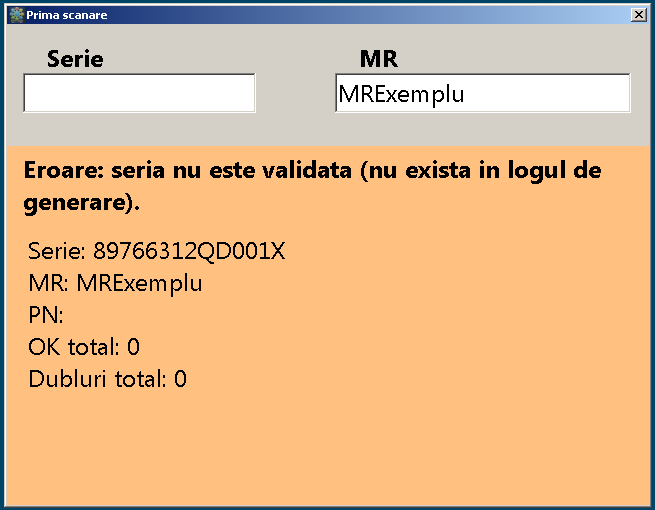 Prima scanare
Serie
MR
MRExemplu
Eroare: seria nu este validata (nu exista in logul de
generare).
Serie: 89766312QD001X
MR: MRExemplu
PN:
OK total: 0
Dubluri total: 0